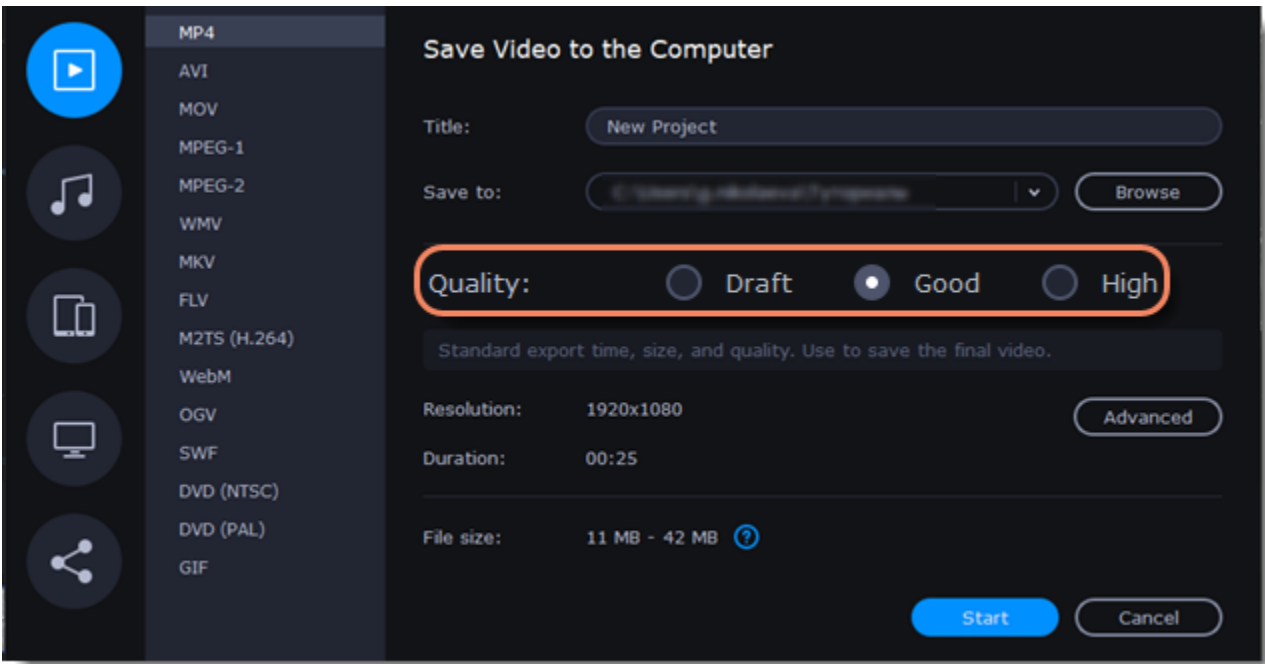 MP4
AVI
MOV
MPEG-1
MPEG-2
WMV
MKV
FLV
M2TS (H.264)
WebM
OGV
SWF
DVD (NTSC)
DVD (PAL)
GIF
Save Video to the Computer
Title: New Project
Save to: Browse
Quality: Draft Good High
Standard export time, size, and quality. Use to save the final video.
Resolution: 1920x1080 Advanced
Duration: 00:25
File size: 11 MB - 42 MB ?
Start Cancel